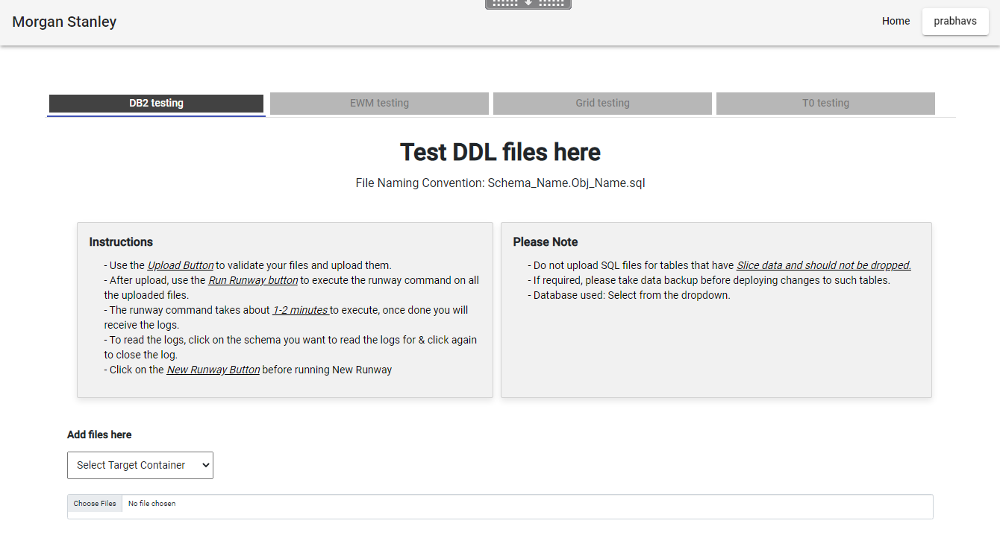 Morgan Stanley
Home
prabhavs
DB2 testing
EWM testing
Grid testing
T0 testing
Test DDL files here
File Naming Convention: Schema_Name.Obj_Name.sql
Instructions
- Use the Upload Button to validate your files and upload them.
- After upload, use the Run Runway button to execute the runway command on all
the uploaded files.
- The runway command takes about 1-2 minutes to execute, once done you will
receive the logs.
- To read the logs, click on the schema you want to read the logs for & click again
to close the log.
- Click on the New Runway Button before running New Runway
Please Note
- Do not upload SQL files for tables that have Slice data and should not be dropped.
- If required, please take data backup before deploying changes to such tables.
- Database used: Select from the dropdown.
Add files here
Select Target Container
Choose Files No file chosen